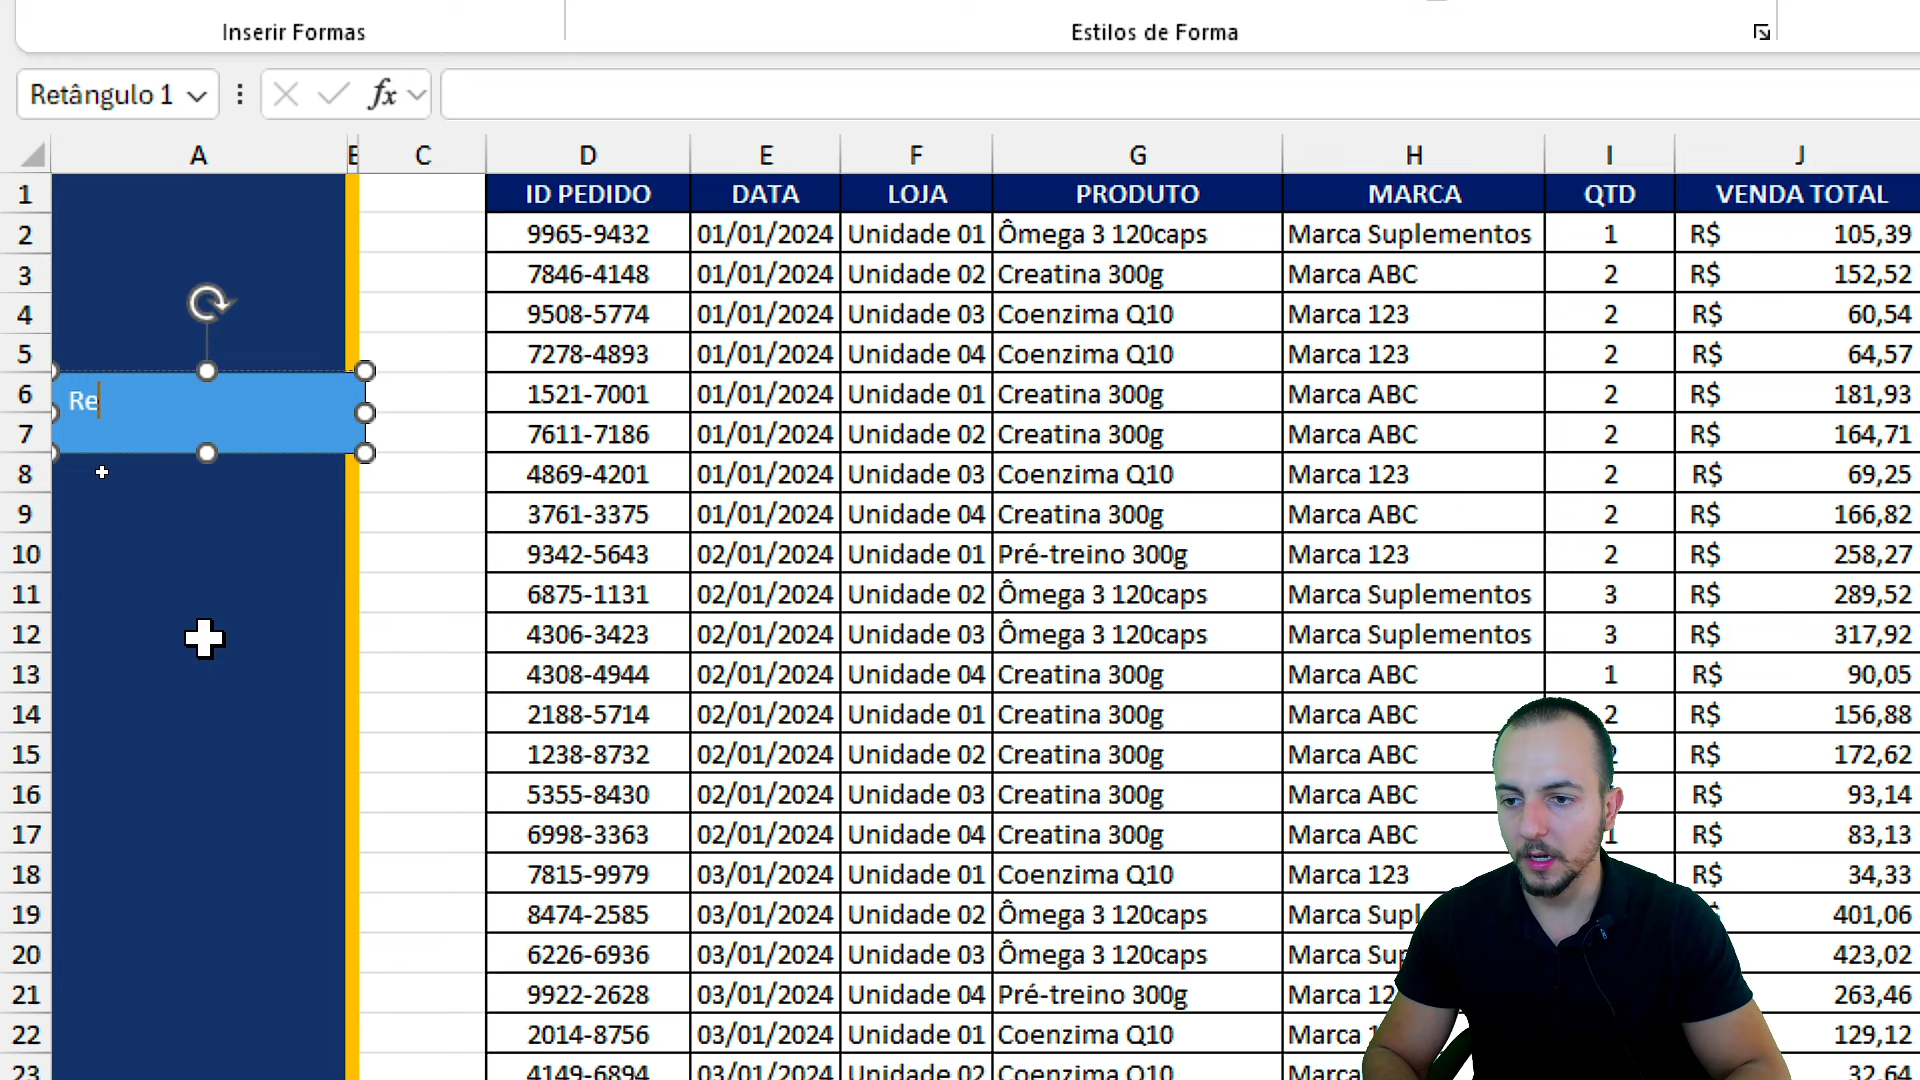 Inserir Formas Estilos de Forma
Retângulo 1 fx
A E C D E F G H I J
1 ID PEDIDO DATA LOJA PRODUTO MARCA QTD VENDA TOTAL
2 9965-9432 01/01/2024 Unidade 01 Ômega 3 120caps Marca Suplementos 1 R$ 105,39
3 7846-4148 01/01/2024 Unidade 02 Creatina 300g Marca ABC 2 R$ 152,52
4 9508-5774 01/01/2024 Unidade 03 Coenzima Q10 Marca 123 2 R$ 60,54
5 7278-4893 01/01/2024 Unidade 04 Coenzima Q10 Marca 123 2 R$ 64,57
6 Re 1521-7001 01/01/2024 Unidade 01 Creatina 300g Marca ABC 2 R$ 181,93
7 7611-7186 01/01/2024 Unidade 02 Creatina 300g Marca ABC 2 R$ 164,71
8 4869-4201 01/01/2024 Unidade 03 Coenzima Q10 Marca 123 2 R$ 69,25
9 3761-3375 01/01/2024 Unidade 04 Creatina 300g Marca ABC 2 R$ 166,82
10 9342-5643 02/01/2024 Unidade 01 Pré-treino 300g Marca 123 2 R$ 258,27
11 6875-1131 02/01/2024 Unidade 02 Ômega 3 120caps Marca Suplementos 3 R$ 289,52
12 4306-3423 02/01/2024 Unidade 03 Ômega 3 120caps Marca Suplementos 3 R$ 317,92
13 4308-4944 02/01/2024 Unidade 04 Creatina 300g Marca ABC 1 R$ 90,05
14 2188-5714 02/01/2024 Unidade 01 Creatina 300g Marca ABC 2 R$ 156,88
15 1238-8732 02/01/2024 Unidade 02 Creatina 300g Marca ABC 2 R$ 172,62
16 5355-8430 02/01/2024 Unidade 03 Creatina 300g Marca ABC R$ 93,14
17 6998-3363 02/01/2024 Unidade 04 Creatina 300g Marca ABC 1 R$ 83,13
18 7815-9979 03/01/2024 Unidade 01 Coenzima Q10 Marca 123 R$ 34,33
19 8474-2585 03/01/2024 Unidade 02 Ômega 3 120caps Marca Supl 401,06
20 6226-6936 03/01/2024 Unidade 03 Ômega 3 120caps Marca Sup 423,02
21 9922-2628 03/01/2024 Unidade 04 Pré-treino 300g Marca 12 263,46
22 2014-8756 03/01/2024 Unidade 01 Coenzima Q10 Marca 129,12
23 4149-6894 03/01/2024 Unidade 02 Coenzima Q10 Marca 32,64